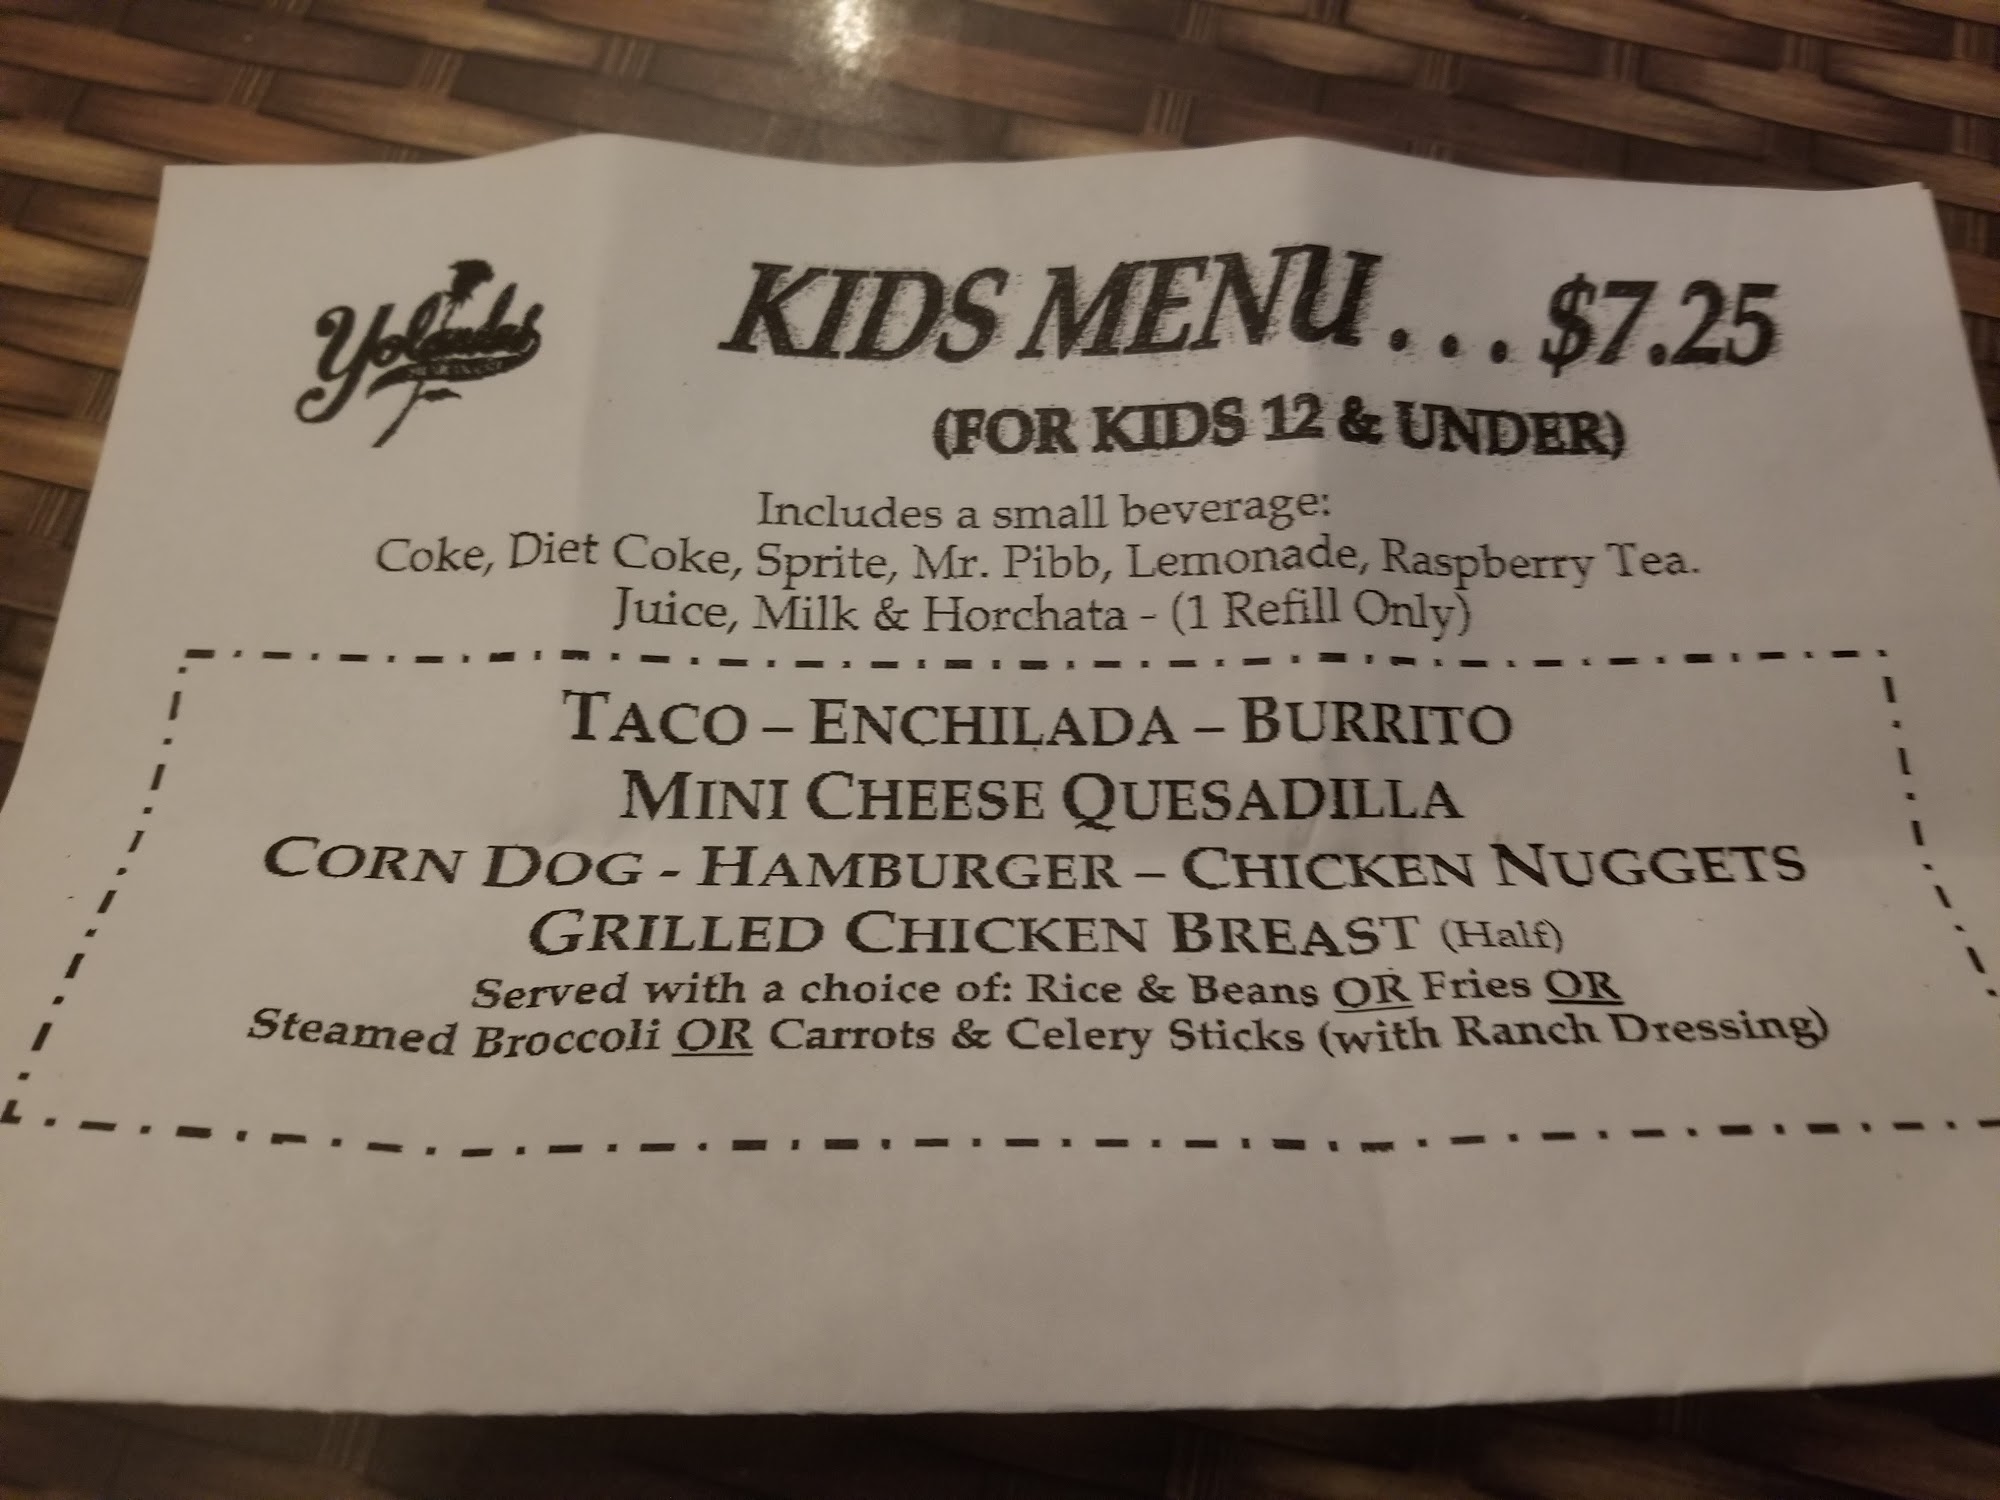 Yolandas
KIDS MENU...$7.25
(FOR KIDS 12 & UNDER)
Includes a small beverage:
Coke, Diet Coke, Sprite, Mr. Pibb, Lemonade, Raspberry Tea.
Juice, Milk & Horchata - (1 Refill Only)
TACO – ENCHILADA – BURRITO
MINI CHEESE QUESADILLA
CORN DOG - HAMBURGER – CHICKEN NUGGETS
GRILLED CHICKEN BREAST (Half)
Served with a choice of: Rice & Beans OR Fries OR
Steamed Broccoli OR Carrots & Celery Sticks (with Ranch Dressing)